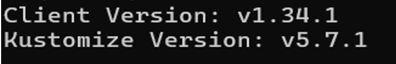 Client Version: v1.34.1
Kustomize Version: v5.7.1